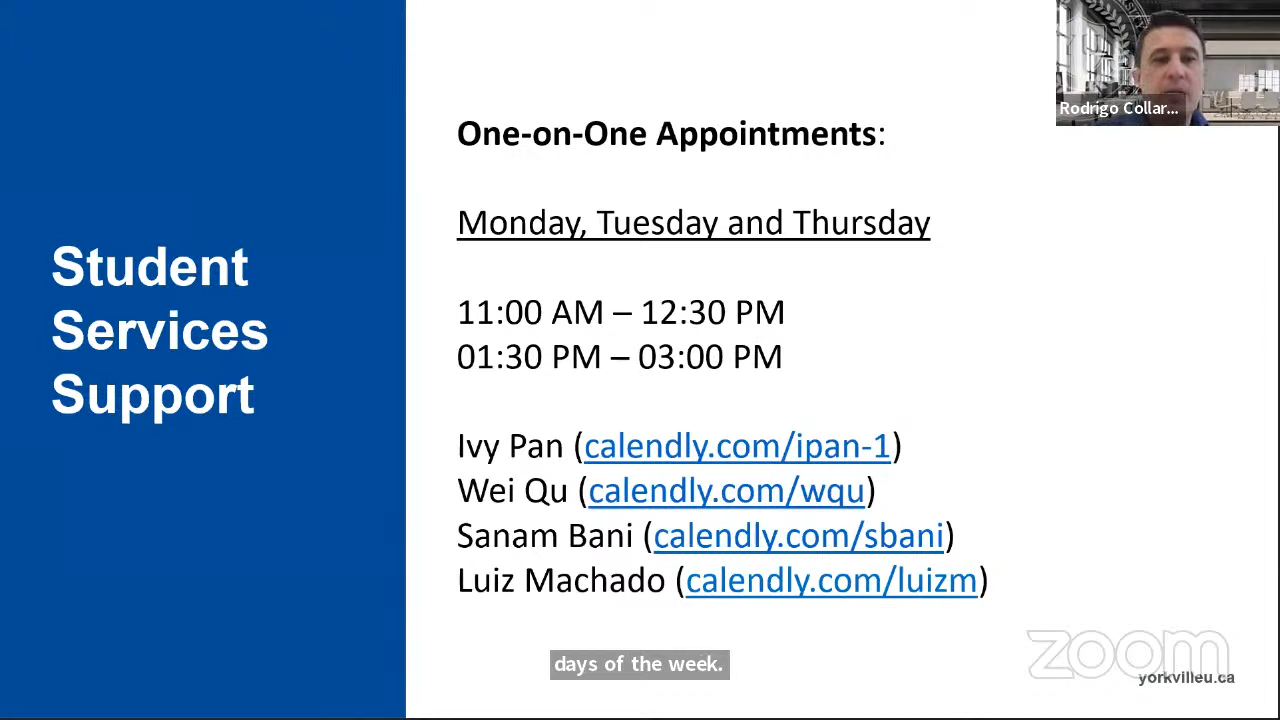 Rodrigo Collar...
One-on-One Appointments:
Monday, Tuesday and Thursday
Student
Services
Support
11:00 AM – 12:30 PM
01:30 PM – 03:00 PM
Ivy Pan (calendly.com/ipan-1)
Wei Qu (calendly.com/wqu)
Sanam Bani (calendly.com/sbani)
Luiz Machado (calendly.com/luizm)
days of the week.
zoom
yorkvilleu.ca